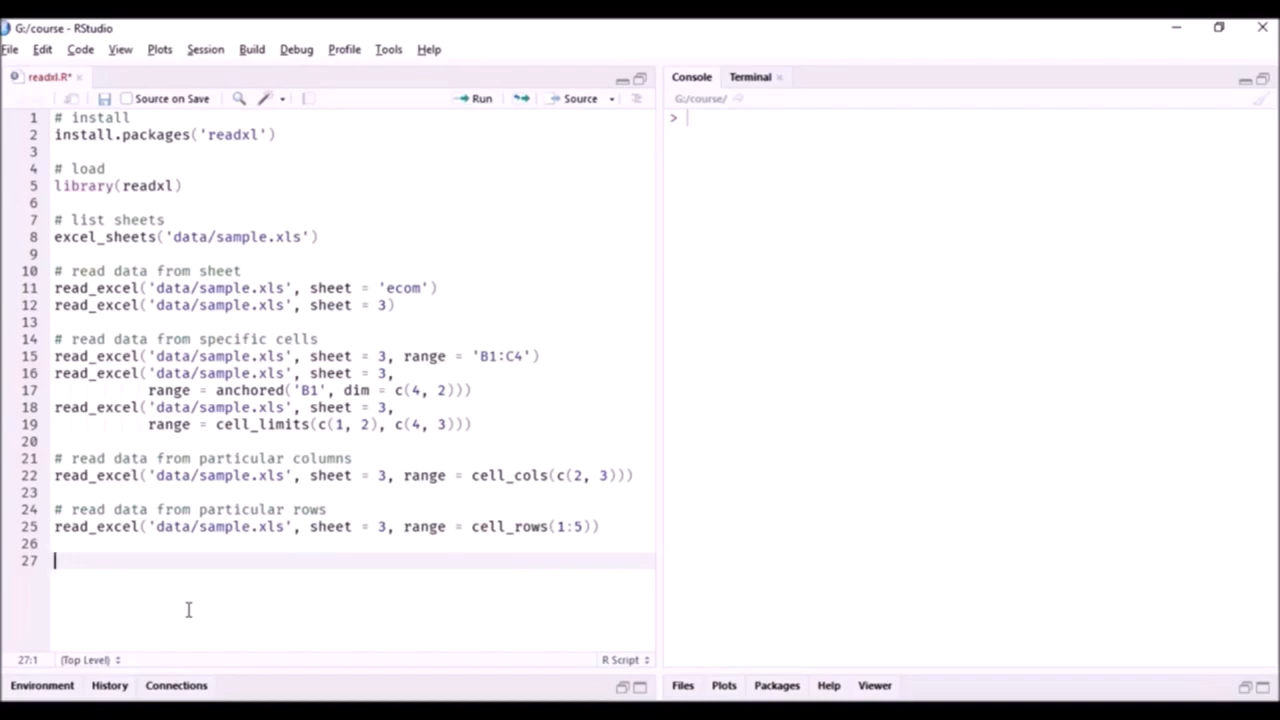 G:/course - RStudio
File Edit Code View Plots Session Build Debug Profile Tools Help
readxl.R*
Source on Save Run Source
1 # install
2 install.packages('readxl')
3
4 # load
5 library(readxl)
6
7 # list sheets
8 excel_sheets('data/sample.xls')
9
10 # read data from sheet
11 read_excel('data/sample.xls', sheet = 'ecom')
12 read_excel('data/sample.xls', sheet = 3)
13
14 # read data from specific cells
15 read_excel('data/sample.xls', sheet = 3, range = 'B1:C4')
16 read_excel('data/sample.xls', sheet = 3,
17 range = anchored('B1', dim = c(4, 2)))
18 read_excel('data/sample.xls', sheet = 3,
19 range = cell_limits(c(1, 2), c(4, 3)))
20
21 # read data from particular columns
22 read_excel('data/sample.xls', sheet = 3, range = cell_cols(c(2, 3)))
23
24 # read data from particular rows
25 read_excel('data/sample.xls', sheet = 3, range = cell_rows(1:5))
26
27
27:1 (Top Level) R Script
Environment History Connections
Console Terminal
G:/course/
>
Files Plots Packages Help Viewer